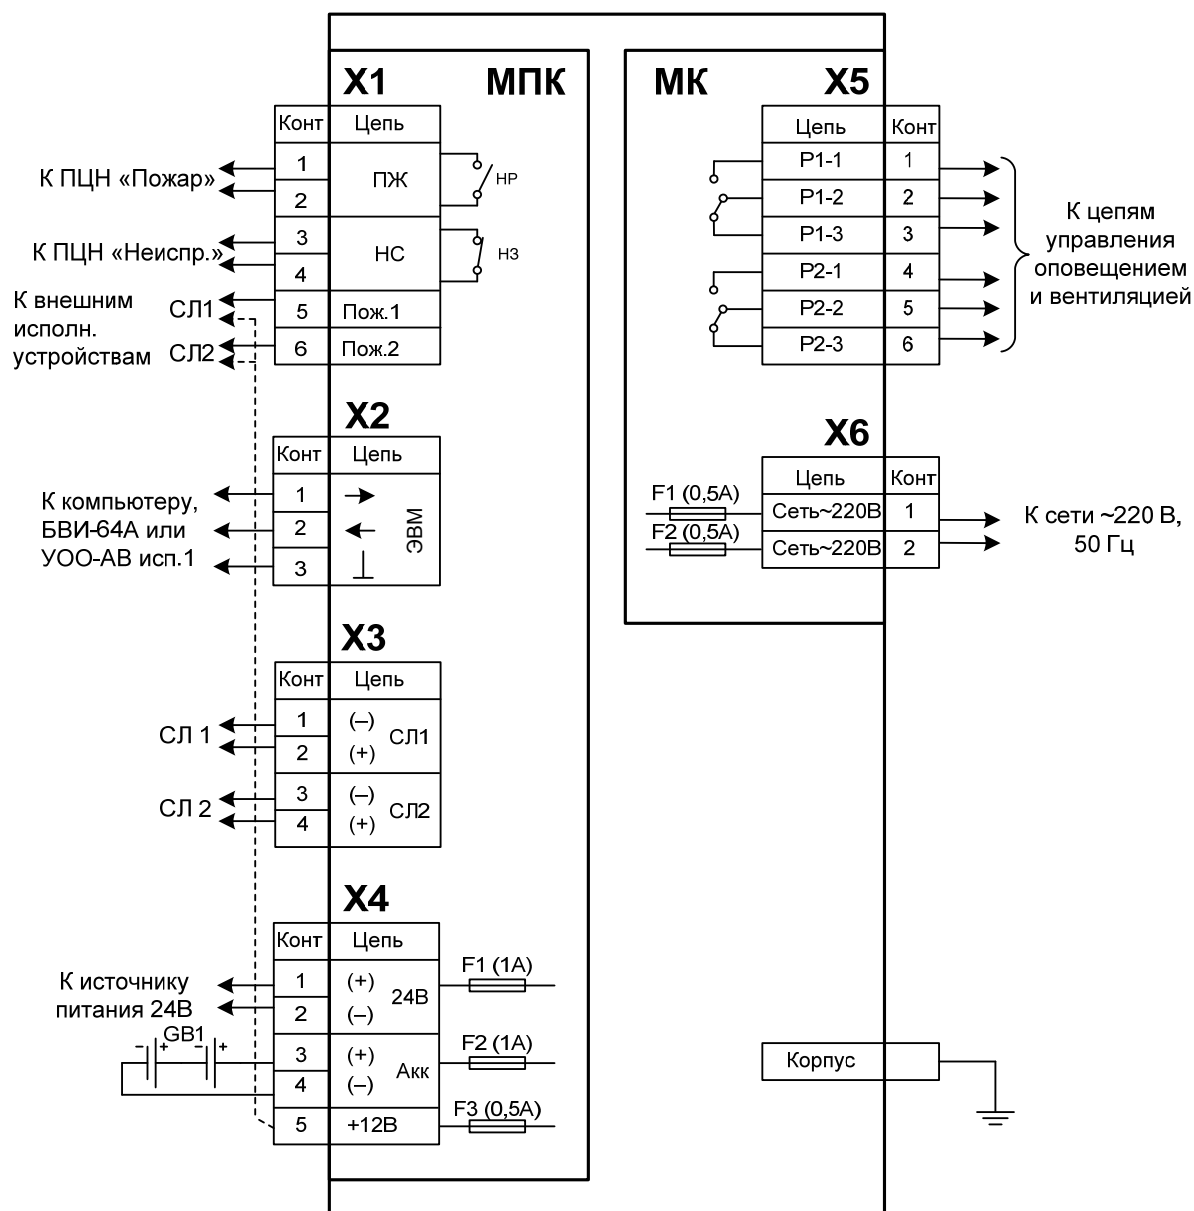 X1
МПК
Конт
Цепь
К ПЦН «Пожар»
1
2
ПЖ
НР
К ПЦН «Неиспр.»
3
4
НС
НЗ
К внешним
исполн.
устройствам
СЛ1
СЛ2
5
Пож.1
6
Пож.2
X2
Конт
Цепь
К компьютеру,
БВИ-64А или
УОО-АВ исп.1
1
2
3
ЭВМ
X3
Конт
Цепь
СЛ 1
1
(–)
2
(+)
СЛ1
СЛ 2
3
(–)
4
(+)
СЛ2
X4
Конт
Цепь
К источнику
питания 24В
1
(+)
2
(–)
24В
F1 (1А)
GB1
- +
- +
3
(+)
4
(–)
Акк
F2 (1А)
5
+12В
F3 (0,5А)
МК
X5
Цепь
Конт
Р1-1
1
Р1-2
2
Р1-3
3
Р2-1
4
Р2-2
5
Р2-3
6
К цепям
управления
оповещением
и вентиляцией
X6
Цепь
Конт
F1 (0,5А)
Сеть~220В
1
F2 (0,5А)
Сеть~220В
2
К сети ~220 В,
50 Гц
Корпус